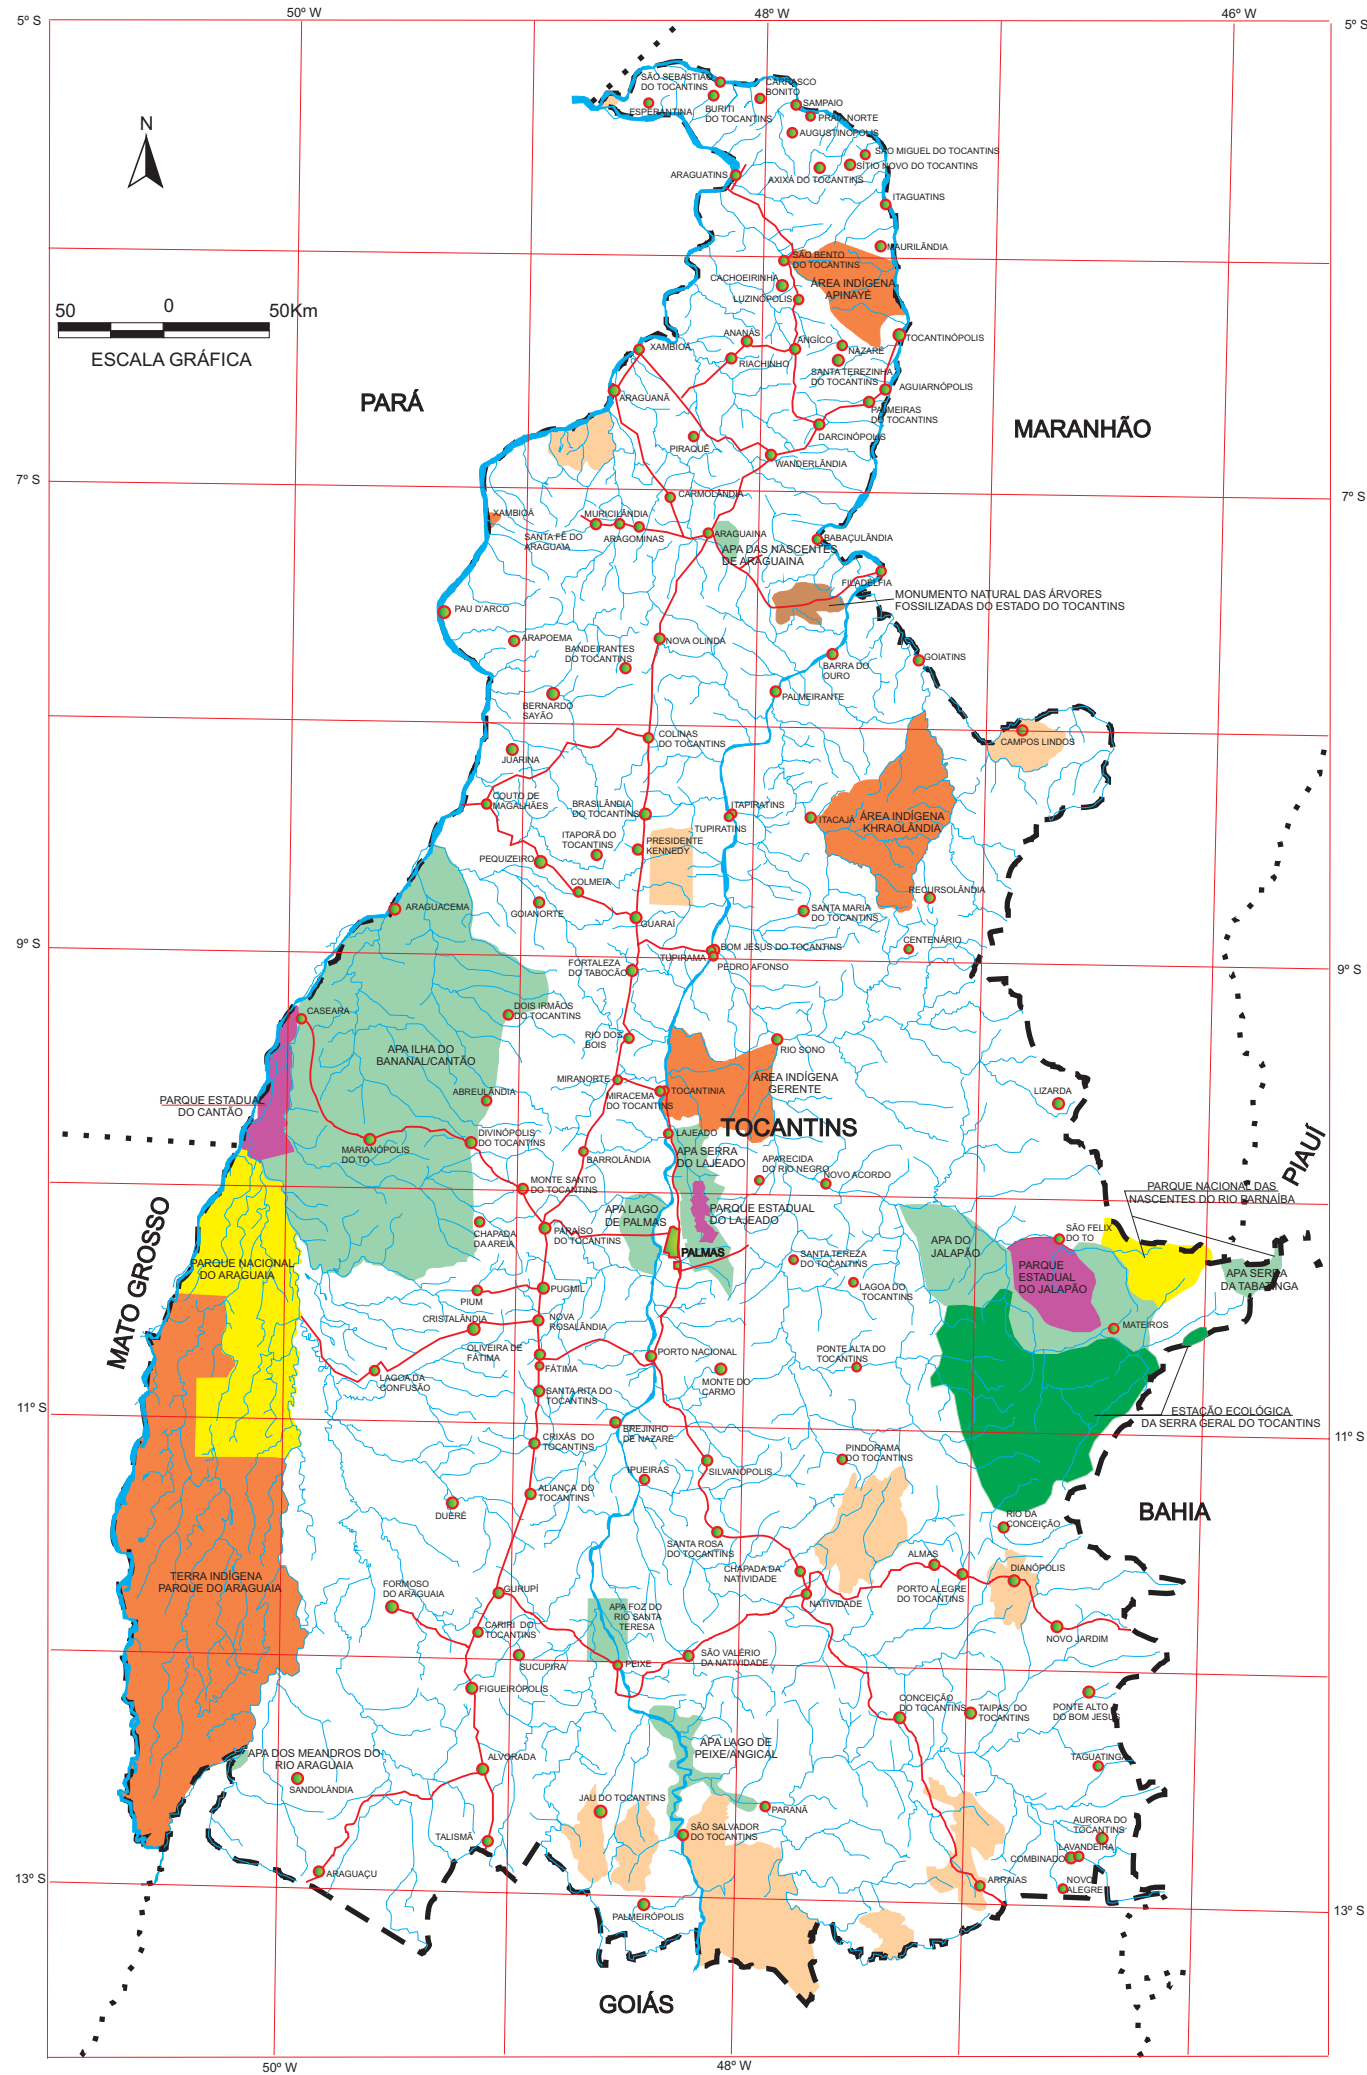 50º W
48º W
46º W
5º S
5º S
SÃO SEBASTIÃO
DO TOCANTINS
CARRASCO
BONITO
ESPERANTINA
BURITI
DO TOCANTINS
SAMPAIO
PRAIA NORTE
AUGUSTINÓPOLIS
N
SÃO MIGUEL DO TOCANTINS
SÍTIO NOVO DO TOCANTINS
ARAGUATINS
AXIXÁ DO TOCANTINS
ITAGUATINS
MAURILÂNDIA
SÃO BENTO
DO TOCANTINS
CACHOEIRINHA
ÁREA INDÍGENA
APINAYÉ
LUZINÓPOLIS
50
0
50Km
ESCALA GRÁFICA
ANANÁS
ANGÍCO
TOCANTINÓPOLIS
XAMBIOÁ
RIACHINHO
NAZARÉ
SANTA TEREZINHA
DO TOCANTINS
AGUIARNÓPOLIS
PARÁ
ARAGUANÃ
PALMEIRAS
DO TOCANTINS
MARANHÃO
DARCINÓPOLIS
PIRAQUÊ
WANDERLÂNDIA
7º S
7º S
CARMOLÂNDIA
XAMBIOÁ
MURICILÂNDIA
SANTA FÉ DO
ARAGUAIA
ARAGOMINAS
ARAGUAINA
APA DAS NASCENTES
DE ARAGUAINA
BABAÇULÂNDIA
FILADÉLFIA
MONUMENTO NATURAL DAS ÁRVORES
FOSSILIZADAS DO ESTADO DO TOCANTINS
PAU D'ARCO
ARAPOEMA
BANDEIRANTES
DO TOCANTINS
NOVA OLINDA
BARRA DO
OURO
GOIATINS
BERNARDO
SAYÃO
PALMEIRANTE
COLINAS
DO TOCANTINS
CAMPOS LINDOS
JUARINA
COUTO DE
MAGALHÃES
BRASILÂNDIA
DO TOCANTINS
ITAPIRATINS
TUPIRATINS
ITACAJÁ
ÁREA INDÍGENA
KHRAOLÂNDIA
ITAPORÃ DO
TOCANTINS
PRESIDENTE
KENNEDY
PEQUIZEIRO
COLMEIA
GOIANORTE
GUARAÍ
RECURSOLÂNDIA
ARAGUACEMA
SANTA MARIA
DO TOCANTINS
9º S
9º S
CENTENÁRIO
BOM JESUS DO TOCANTINS
TUPIRAMA
PEDRO AFONSO
FORTALEZA
DO TABOCÃO
CASEARA
DOIS IRMÃOS
DO TOCANTINS
RIO DOS
BOIS
RIO SONO
APA ILHA DO
BANANAL/CANTÃO
ÁREA INDÍGENA
GERENTE
MIRANORTE
MIRACEMA
DO TOCANTINS
TOCANTINIA
ABREULÂNDIA
LIZARDA
PARQUE ESTADUAL
DO CANTÃO
TOCANTINS
LAJEADO
DIVINÓPOLIS
DO TOCANTINS
MARIANÓPOLIS
DO TO
BARROLÂNDIA
APA SERRA
DO LAJEADO
APARECIDA
DO RIO NEGRO
NOVO ACORDO
PIAUÍ
MONTE SANTO
DO TOCANTINS
PARQUE NACIONAL DAS
NASCENTES DO RIO PARNAÍBA
MATO GROSSO
APA LAGO
DE PALMAS
PARQUE ESTADUAL
DO LAJEADO
CHAPADA
DA AREIA
PARAÍSO
DO TOCANTINS
PALMAS
APA DO
JALAPÃO
SÃO FELIX
DO TO
PARQUE NACIONAL
DO ARAGUAIA
SANTA TEREZA
DO TOCANTINS
LAGOA DO
TOCANTINS
PARQUE
ESTADUAL
DO JALAPÃO
APA SERRA
DA TABATINGA
PIUM
PUGMIL
CRISTALÂNDIA
NOVA
ROSALÂNDIA
MATEIROS
OLIVEIRA DE
FÁTIMA
FÁTIMA
PORTO NACIONAL
PONTE ALTA DO
TOCANTINS
LAGOA DA
CONFUSÃO
MONTE DO
CARMO
SANTA RITA DO
TOCANTINS
11º S
11º S
ESTAÇÃO ECOLÓGICA
DA SERRA GERAL DO TOCANTINS
BREJINHO
DE NAZARÉ
CRIXÁS DO
TOCANTINS
PINDORAMA
DO TOCANTINS
IPUEIRAS
SILVANÓPOLIS
ALIANÇA DO
TOCANTINS
DUERÉ
BAHIA
RIO DA
CONCEIÇÃO
SANTA ROSA
DO TOCANTINS
TERRA INDÍGENA
PARQUE DO ARAGUAIA
CHAPADA DA
NATIVIDADE
ALMAS
DIANÓPOLIS
PORTO ALEGRE
DO TOCANTINS
FORMOSO
DO ARAGUAIA
GURUPÍ
NATIVIDADE
APA FOZ DO
RIO SANTA
TERESA
CARIRI DO
TOCANTINS
NOVO JARDIM
SUCUPIRA
PEIXE
SÃO VALÉRIO
DA NATIVIDADE
FIGUEIRÓPOLIS
CONCEIÇÃO
DO TOCANTINS
TAIPAS DO
TOCANTINS
PONTE ALTO
DO BOM JESUS
APA LAGO DE
PEIXE/ANGICAL
APA DOS MEANDROS DO
RIO ARAGUAIA
SANDOLÂNDIA
ALVORADA
TAGUATINGA
JAU DO TOCANTINS
PARANÃ
SÃO SALVADOR
DO TOCANTINS
AURORA DO
TOCANTINS
TALISMÃ
LAVANDEIRA
COMBINADO
ARAGUAÇU
ARRAIAS
NOVO
ALEGRE
13º S
13º S
PALMEIRÓPOLIS
GOIÁS
50º W
48º W